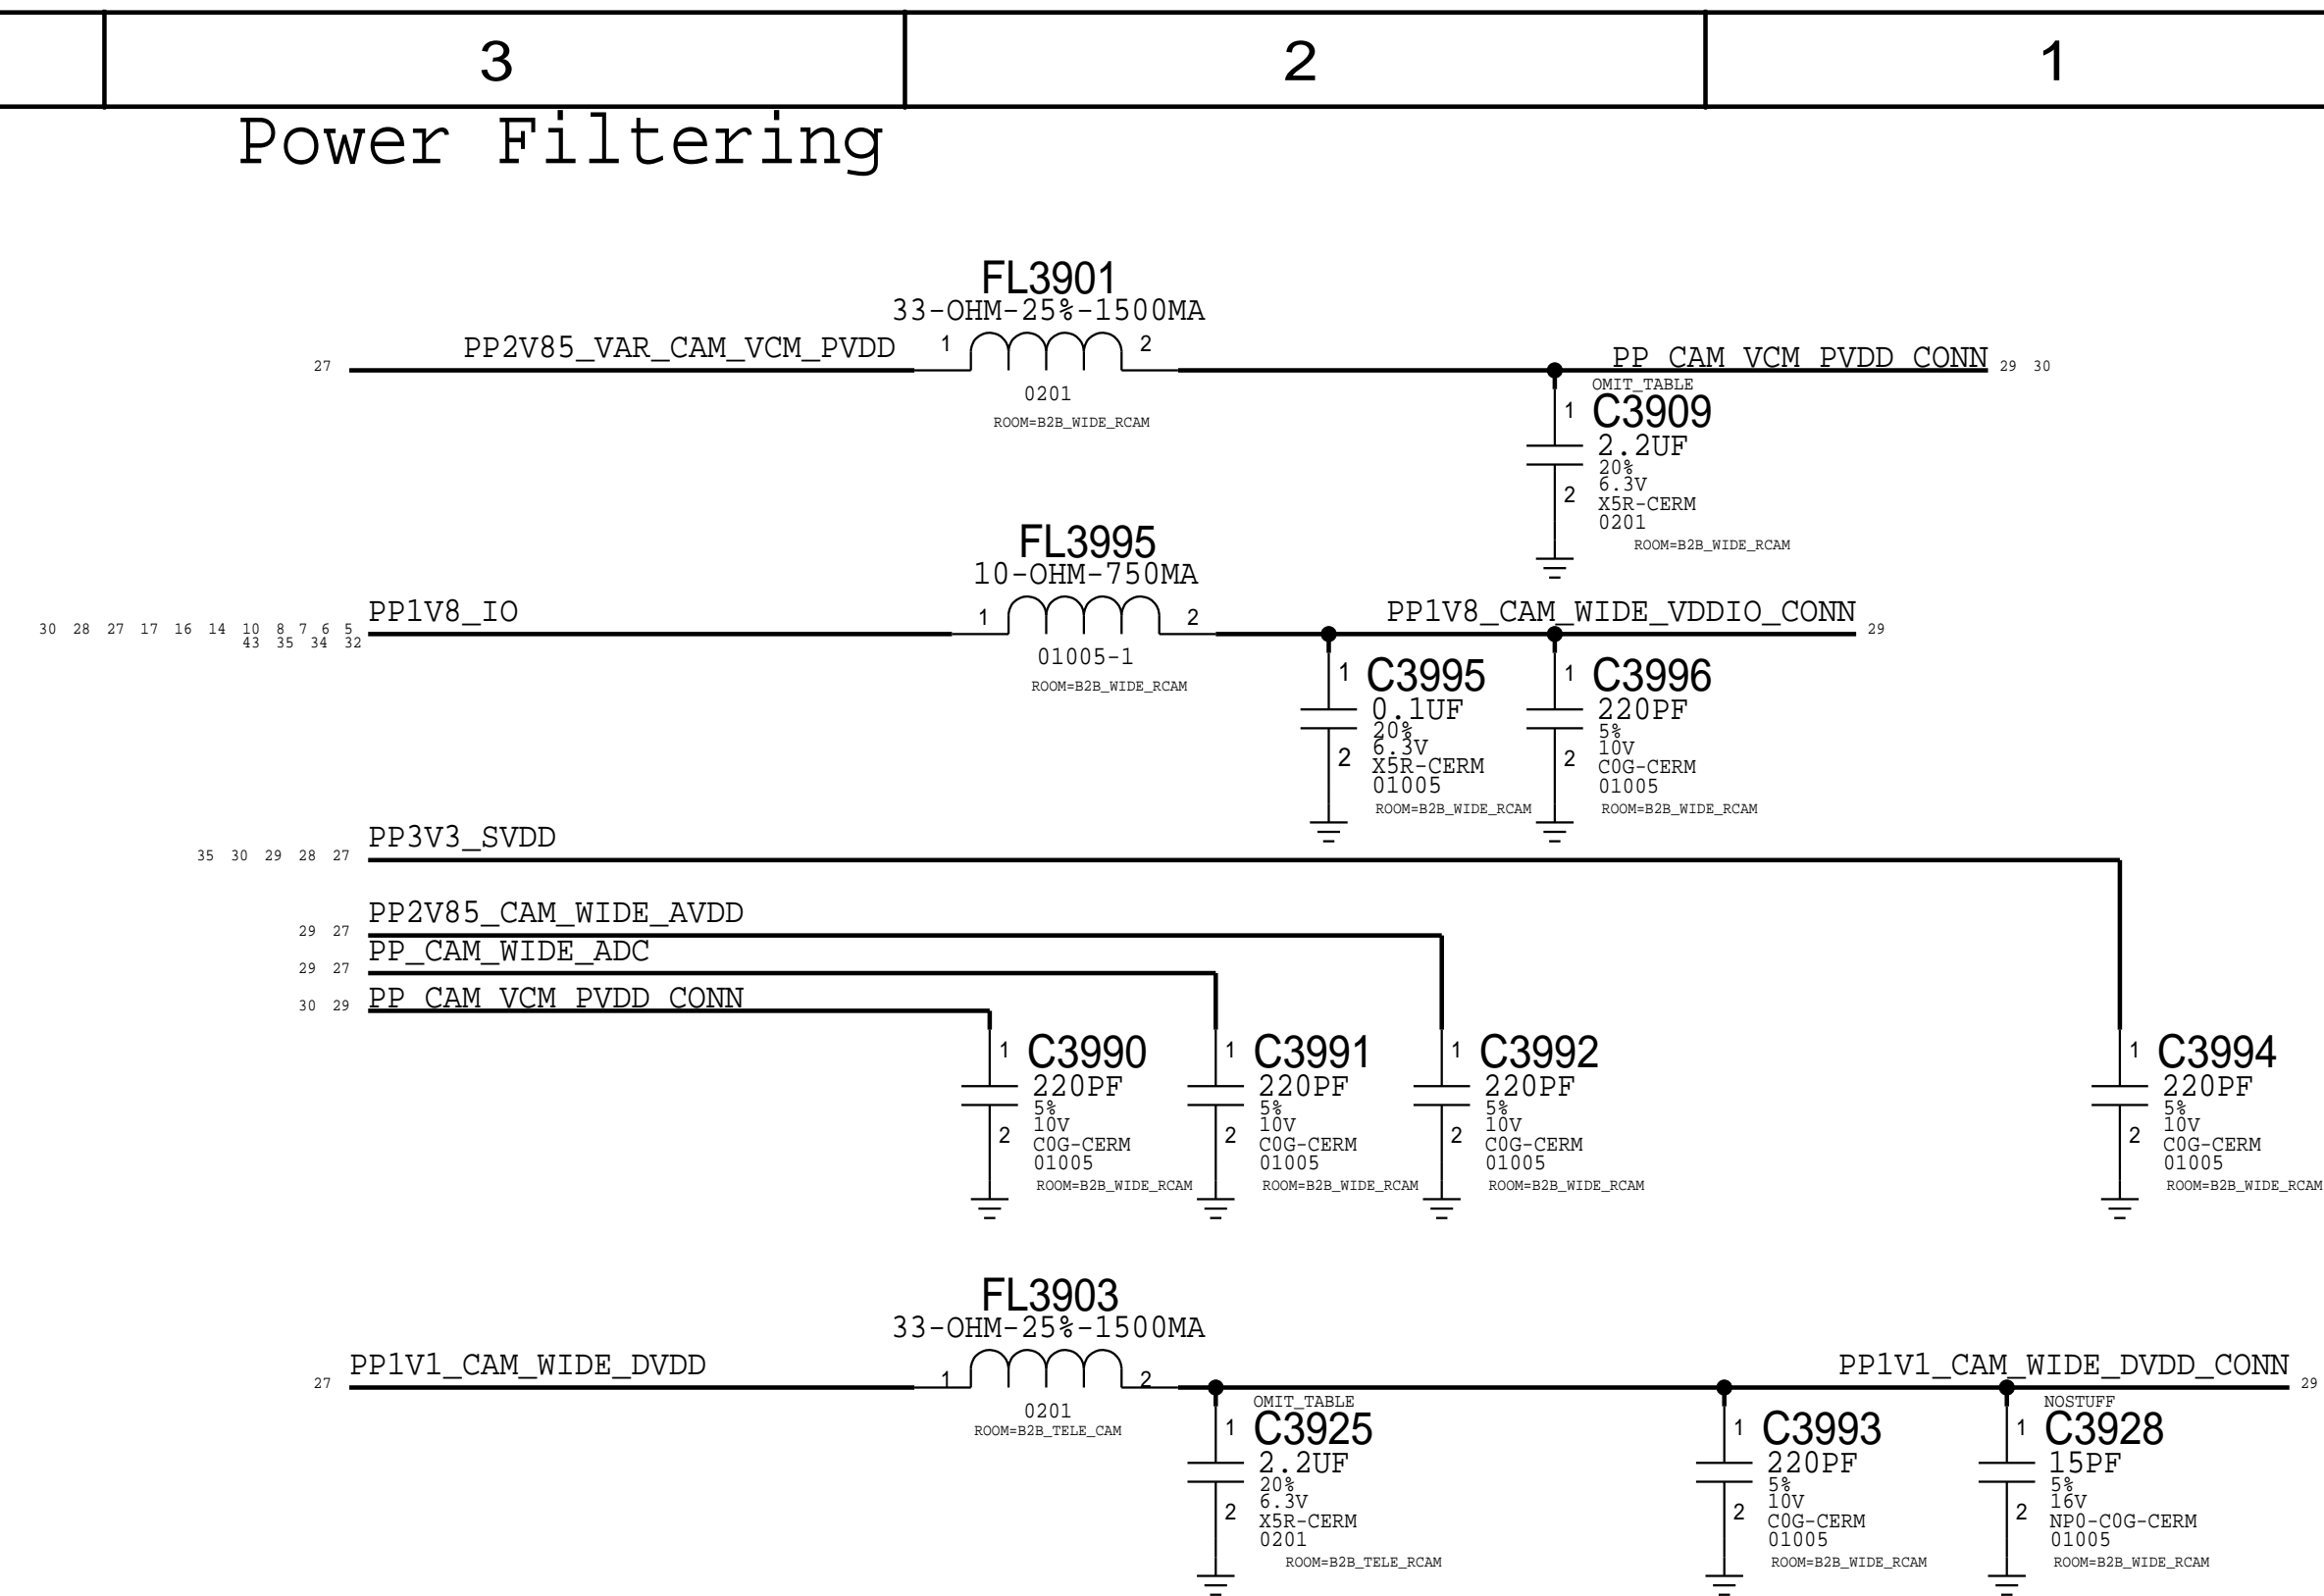 3 2 1
Power Filtering
FL3901
33-OHM-25%-1500MA
27 PP2V85_VAR_CAM_VCM_PVDD 1 2 PP_CAM_VCM_PVDD_CONN 29 30
0201
ROOM=B2B_WIDE_RCAM
OMIT_TABLE
1 C3909
2.2UF
20%
6.3V
2 X5R-CERM
0201
ROOM=B2B_WIDE_RCAM
FL3995
10-OHM-750MA
PP1V8_IO 1 2 PP1V8_CAM_WIDE_VDDIO_CONN 29
30 28 27 17 16 14 10 8 7 6 5
43 35 34 32
01005-1
ROOM=B2B_WIDE_RCAM
1 C3995
0.1UF
20%
6.3V
2 X5R-CERM
01005
ROOM=B2B_WIDE_RCAM
1 C3996
220PF
5%
10V
2 C0G-CERM
01005
ROOM=B2B_WIDE_RCAM
35 30 29 28 27 PP3V3_SVDD
29 27 PP2V85_CAM_WIDE_AVDD
29 27 PP_CAM_WIDE_ADC
30 29 PP_CAM_VCM_PVDD_CONN
1 C3990
220PF
5%
10V
2 C0G-CERM
01005
ROOM=B2B_WIDE_RCAM
1 C3991
220PF
5%
10V
2 C0G-CERM
01005
ROOM=B2B_WIDE_RCAM
1 C3992
220PF
5%
10V
2 C0G-CERM
01005
ROOM=B2B_WIDE_RCAM
1 C3994
220PF
5%
10V
2 C0G-CERM
01005
ROOM=B2B_WIDE_RCAM
FL3903
33-OHM-25%-1500MA
27 PP1V1_CAM_WIDE_DVDD 1 2 PP1V1_CAM_WIDE_DVDD_CONN 29
0201
ROOM=B2B_TELE_CAM
OMIT_TABLE
1 C3925
2.2UF
20%
6.3V
2 X5R-CERM
0201
ROOM=B2B_TELE_RCAM
1 C3993
220PF
5%
10V
2 C0G-CERM
01005
ROOM=B2B_WIDE_RCAM
NOSTUFF
1 C3928
15PF
5%
16V
2 NP0-C0G-CERM
01005
ROOM=B2B_WIDE_RCAM